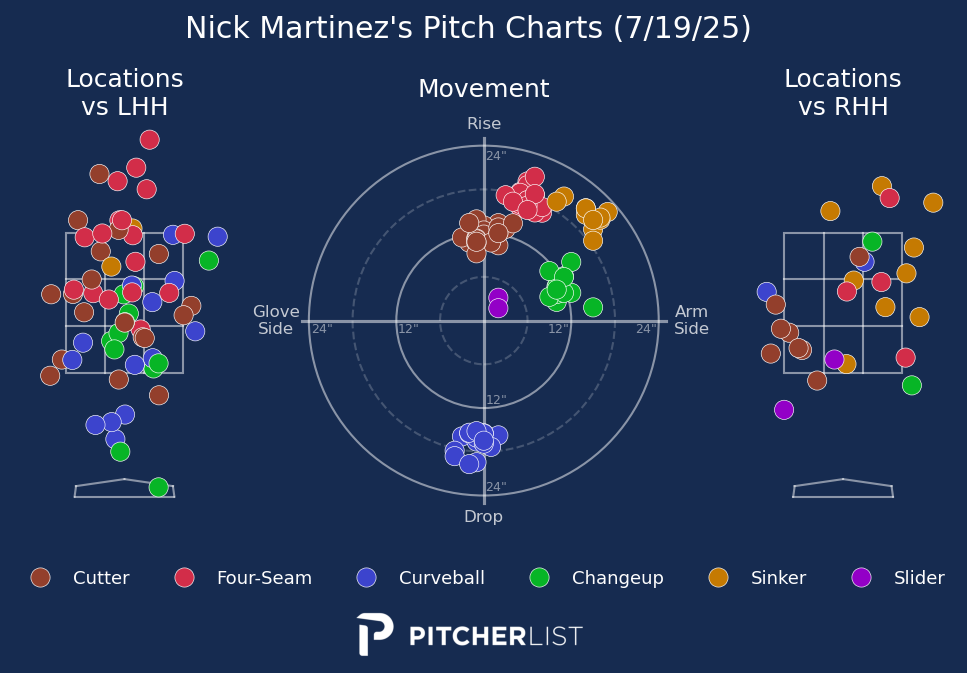 Nick Martinez's Pitch Charts (7/19/25)
Locations
vs LHH
Movement
Locations
vs RHH
Rise
24"
Glove
Side
24"
12"
12"
24"
Arm
Side
12"
24"
Drop
Cutter
Four-Seam
Curveball
Changeup
Sinker
Slider
PITCHERLIST